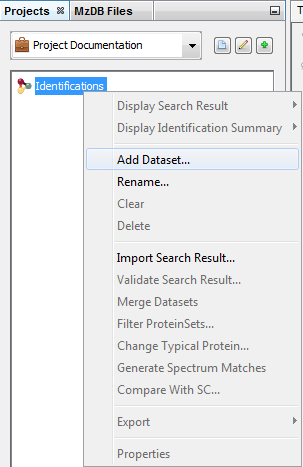 Projects MzDB Files
Project Documentation
Identifications
Display Search Result
Display Identification Summary
Add Dataset...
Rename...
Clear
Delete
Import Search Result...
Validate Search Result...
Merge Datasets
Filter ProteinSets...
Change Typical Protein...
Generate Spectrum Matches
Compare With SC...
Export
Properties